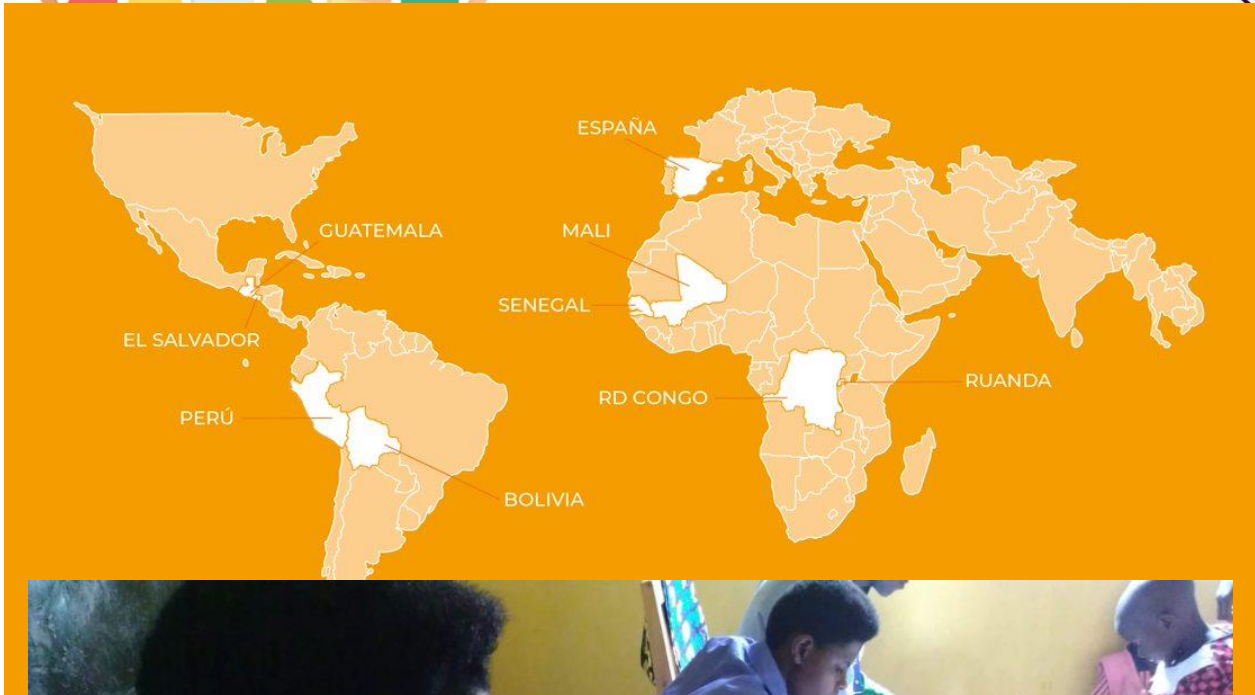 ESPAÑA
GUATEMALA
MALI
SENEGAL
EL SALVADOR
RUANDA
RD CONGO
PERÚ
BOLIVIA